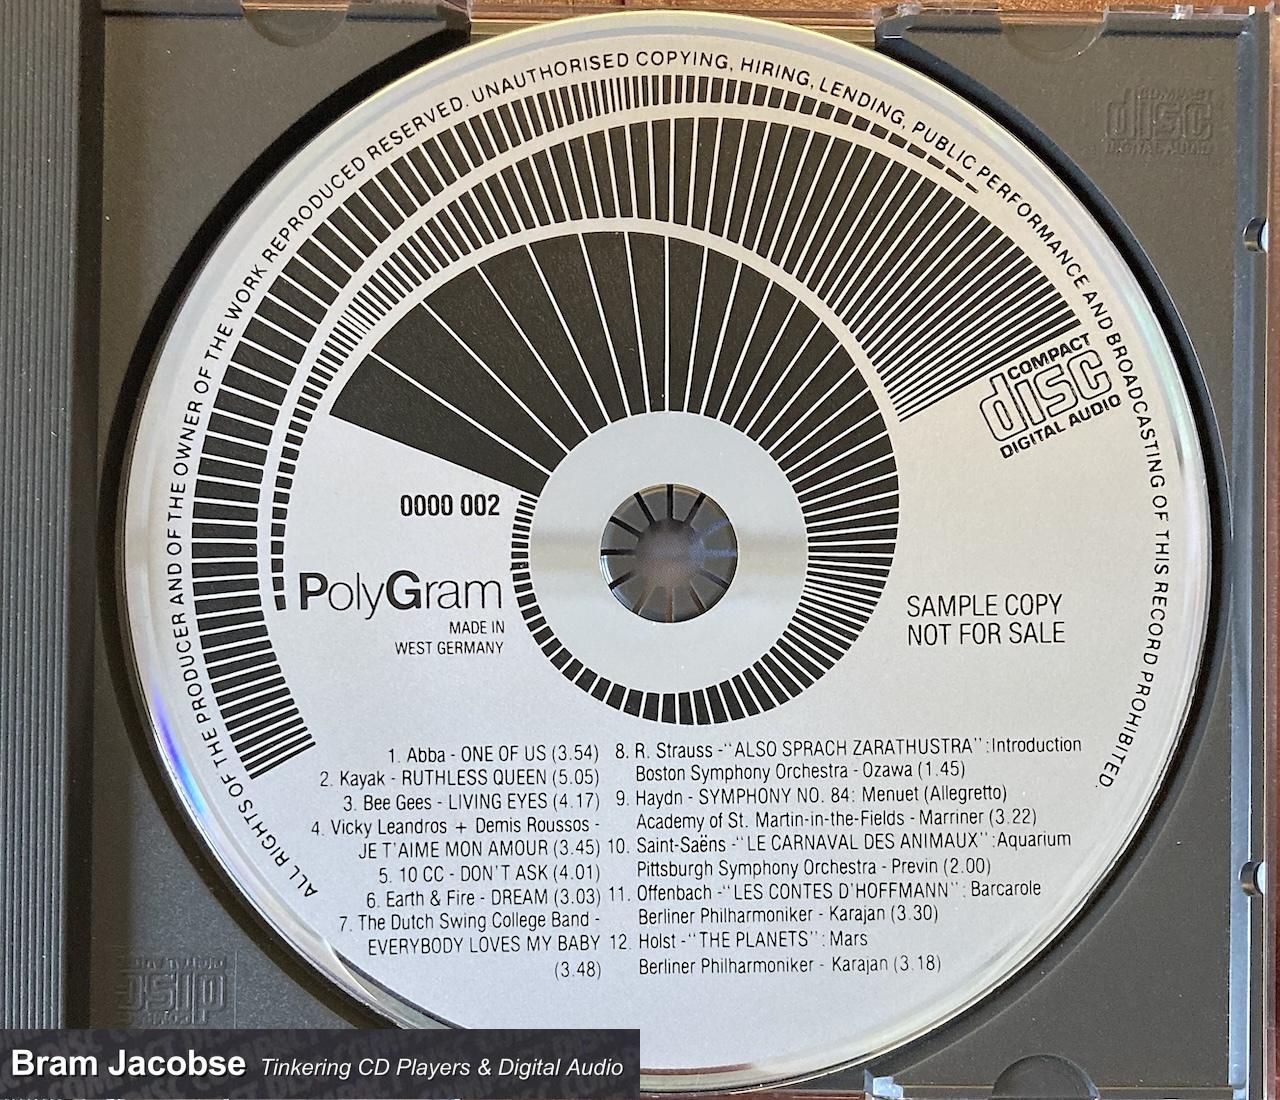 ALL RIGHTS OF THE PRODUCER AND OF THE OWNER OF THE WORK REPRODUCED RESERVED. UNAUTHORISED COPYING, HIRING, LENDING, PUBLIC PERFORMANCE AND BROADCASTING OF THIS RECORD PROHIBITED
COMPACT
disc
DIGITAL AUDIO
COMPACT
disc
DIGITAL AUDIO
0000 002
PolyGram
MADE IN
WEST GERMANY
SAMPLE COPY
NOT FOR SALE
1. Abba - ONE OF US (3.54)
2. Kayak - RUTHLESS QUEEN (5.05)
3. Bee Gees - LIVING EYES (4.17)
4. Vicky Leandros + Demis Roussos -
JE T'AIME MON AMOUR (3.45)
5. 10 CC - DON'T ASK (4.01)
6. Earth & Fire - DREAM (3.03)
7. The Dutch Swing College Band -
EVERYBODY LOVES MY BABY
(3.48)
8. R. Strauss -"ALSO SPRACH ZARATHUSTRA":Introduction
Boston Symphony Orchestra - Ozawa (1.45)
9. Haydn - SYMPHONY NO. 84: Menuet (Allegretto)
Academy of St. Martin-in-the-Fields - Marriner (3.22)
10. Saint-Saëns -"LE CARNAVAL DES ANIMAUX":Aquarium
Pittsburgh Symphony Orchestra - Previn (2.00)
11. Offenbach -"LES CONTES D'HOFFMANN": Barcarole
Berliner Philharmoniker - Karajan (3.30)
12. Holst -"THE PLANETS": Mars
Berliner Philharmoniker - Karajan (3.18)
COMPACT
disc
DIGITAL AUDIO
Bram Jacobse Tinkering CD Players & Digital Audio